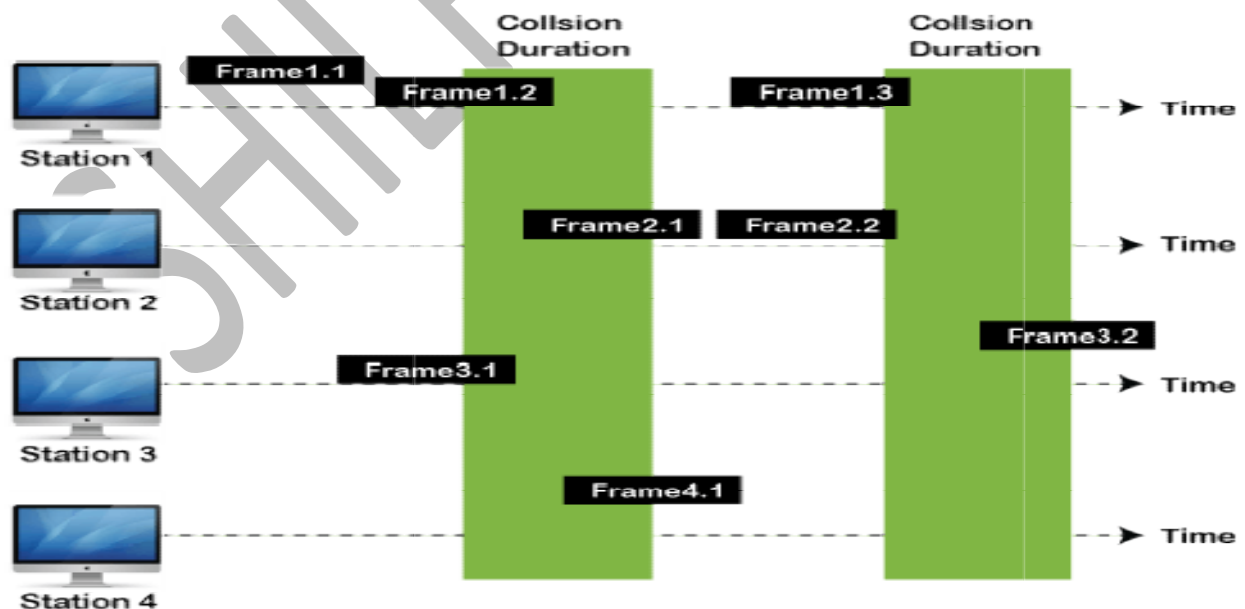 Collsion
Duration
Collsion
Duration
Frame1.1
Frame1.2
Frame1.3
Time
Station 1
Frame2.1
Frame2.2
Time
Station 2
Frame3.2
Frame3.1
Time
Station 3
Frame4.1
Time
Station 4